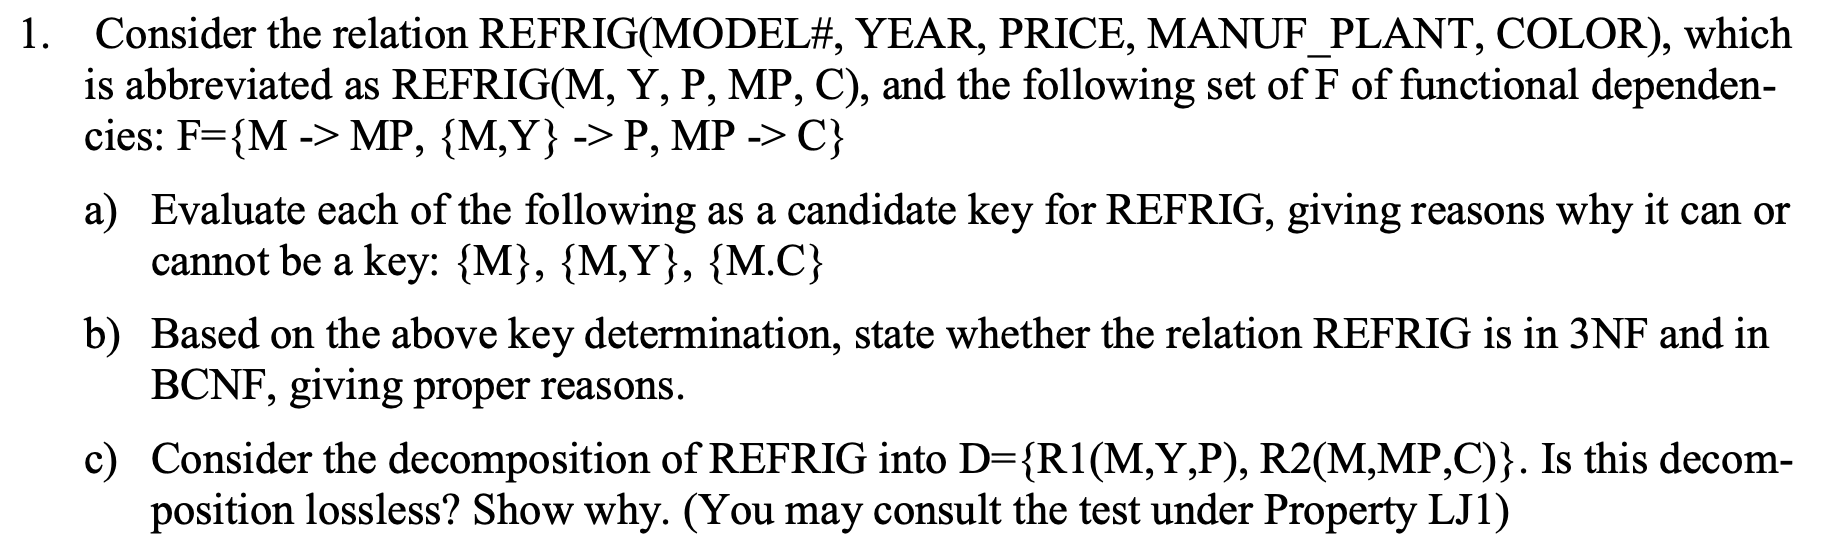 1. Consider the relation REFRIG(MODEL#, YEAR, PRICE, MANUF_PLANT, COLOR), which
is abbreviated as REFRIG(M, Y, P, MP, C), and the following set of F of functional dependen-
cies: F={M -> MP, {M,Y} -> P, MP -> C}
a) Evaluate each of the following as a candidate key for REFRIG, giving reasons why it can or
cannot be a key: {M}, {M,Y}, {M.C}
b) Based on the above key determination, state whether the relation REFRIG is in 3NF and in
BCNF, giving proper reasons.
c) Consider the decomposition of REFRIG into D={R1(M,Y,P), R2(M,MP,C)}. Is this decom-
position lossless? Show why. (You may consult the test under Property LJ1)